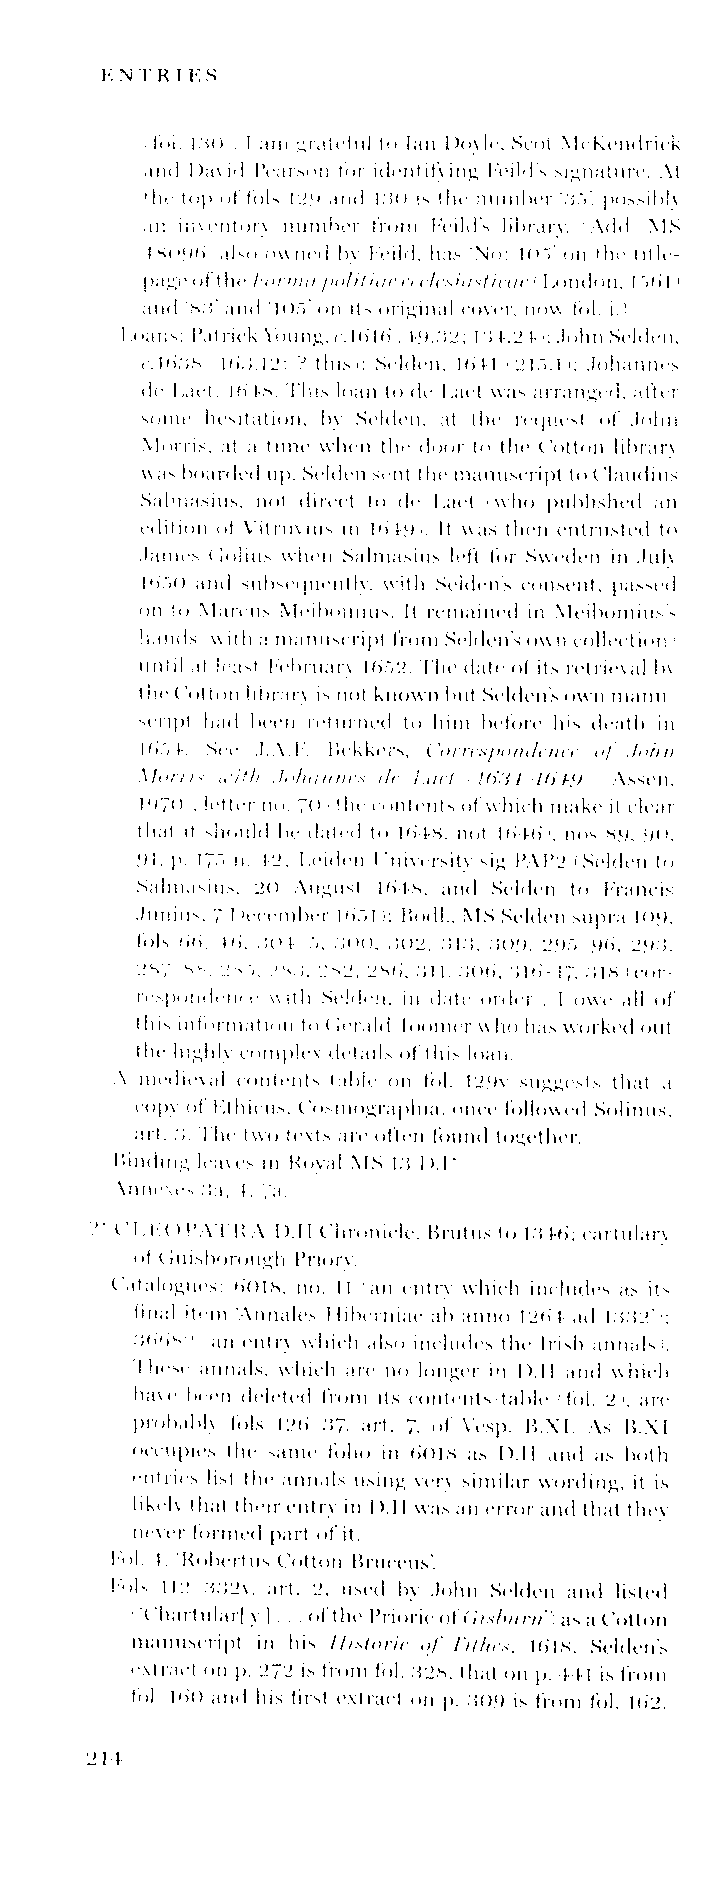 ENTRIES
fol. 130). I am grateful to Ian Doyle, Scot McKendrick
and David Pearson for identifying Feild's signature. At
the top of fols 129 and 130 is the number '35', possibly
an inventory number from Feild's library. (Add. MS
48096, also owned by Feild, has 'No: 105' on the title-
page of the Forma politiae ecclesiasticae (London, 1561)
and '83' and '105' on its original cover, now fol. i.)
Loans: Patrick Young, c.1616 (49.32; 134.24); John Selden,
c.1638 (163.12: ? this); Selden, 1641 (215.1); Johannes
de Laet, 1648. This loan to de Laet was arranged, after
some hesitation, by Selden, at the request of John
Morris, at a time when the door to the Cotton library
was boarded up. Selden sent the manuscript to Claudius
Salmasius, not direct to de Laet (who published an
edition of Vitruvius in 1649). It was then entrusted to
James Golius when Salmasius left for Sweden in July
1650 and subsequently, with Selden's consent, passed
on to Marcus Meibomius. It remained in Meibomius's
hands (with a manuscript from Selden's own collection)
until at least February 1652. The date of its retrieval by
the Cotton library is not known but Selden's own manu-
script had been returned to him before his death in
1654. See J.A.F. Bekkers, Correspondence of John
Morris with Johannes de Laet (1634-1649) (Assen,
1970), letter no. 70 (the contents of which make it clear
that it should be dated to 1648, not 1646), nos 89, 90,
91, p. 175 n. 42, Leiden University sig PAP2 (Selden to
Salmasius, 20 August 1648, and Selden to Francis
Junius, 7 December 1651); Bodl., MS Selden supra 109,
fols 66, 46, 304-5, 300, 302, 313, 309, 295-96, 293,
287-88, 285, 283, 282, 286, 311, 306, 316-17, 318 (cor-
respondence with Selden, in date order). I owe all of
this information to Gerald Toomer who has worked out
the highly complex details of this loan.
A medieval contents table on fol. 129v suggests that a
copy of Ethicus, Cosmographia, once followed Solinus,
art. 3. The two texts are often found together.
Binding leaves in Royal MS 13 D.I*
Annexes 3a, 4, 7a.
?* CLEOPATRA D.II Chronicle, Brutus to 1346; cartulary
of Guisborough Priory.
Catalogues: 6018, no. 11 (an entry which includes as its
final item 'Annales Hiberniae ab anno 1264 ad 1332');
36682 (an entry which also includes the Irish annals).
These annals, which are no longer in D.II and which
have been deleted from its contents-table (fol. 2), are
probably fols 126-37, art. 7, of Vesp. B.XI. As B.XI
occupies the same folio in 6018 as D.II and as both
entries list the annals using very similar wording, it is
likely that their entry in D.II was an error and that they
never formed part of it.
Fol. 4, 'Robertus Cotton Bruceus'.
Fols 112-332v, art. 2, used by John Selden and listed
('Chartular[y] . . . of the Priorie of Gisburn') as a Cotton
manuscript in his Historie of Tithes, 1618. Selden's
extract on p. 272 is from fol. 328, that on p. 441 is from
fol. 160 and his first extract on p. 309 is from fol. 162.
214